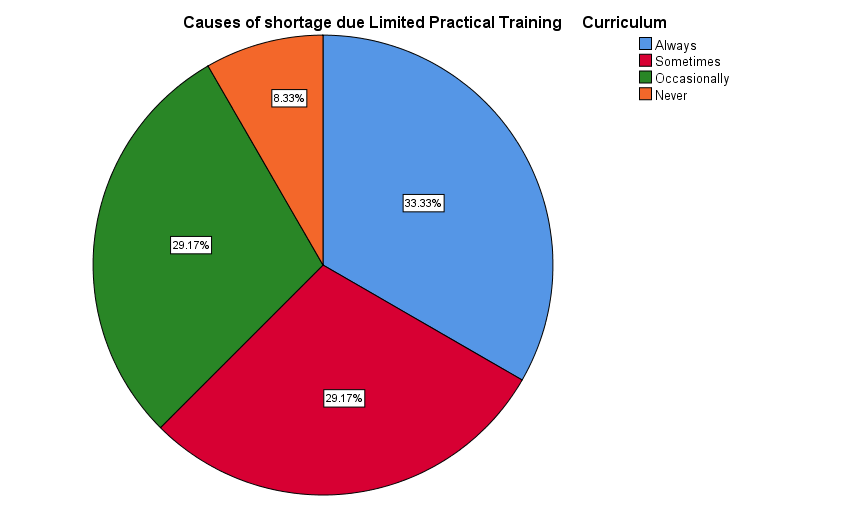 Causes of shortage due Limited Practical Training Curriculum
Always
Sometimes
Occasionally
Never
8.33%
33.33%
29.17%
29.17%